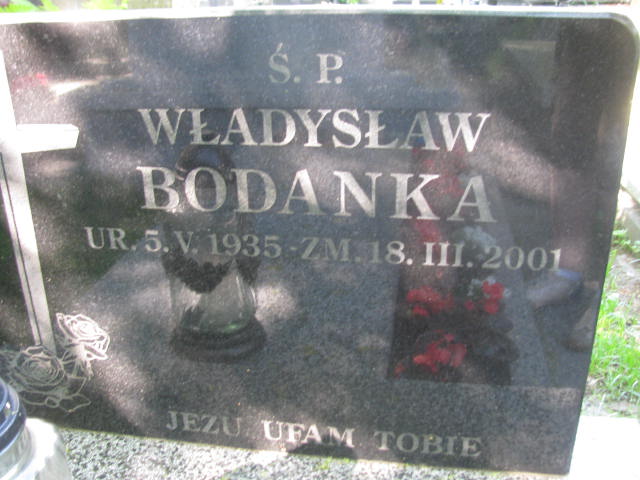 Ś. P.
WŁADYSŁAW
BODANKA
UR. 5. V. 1935 - ZM. 18. III. 2001
JEZU UFAM TOBIE